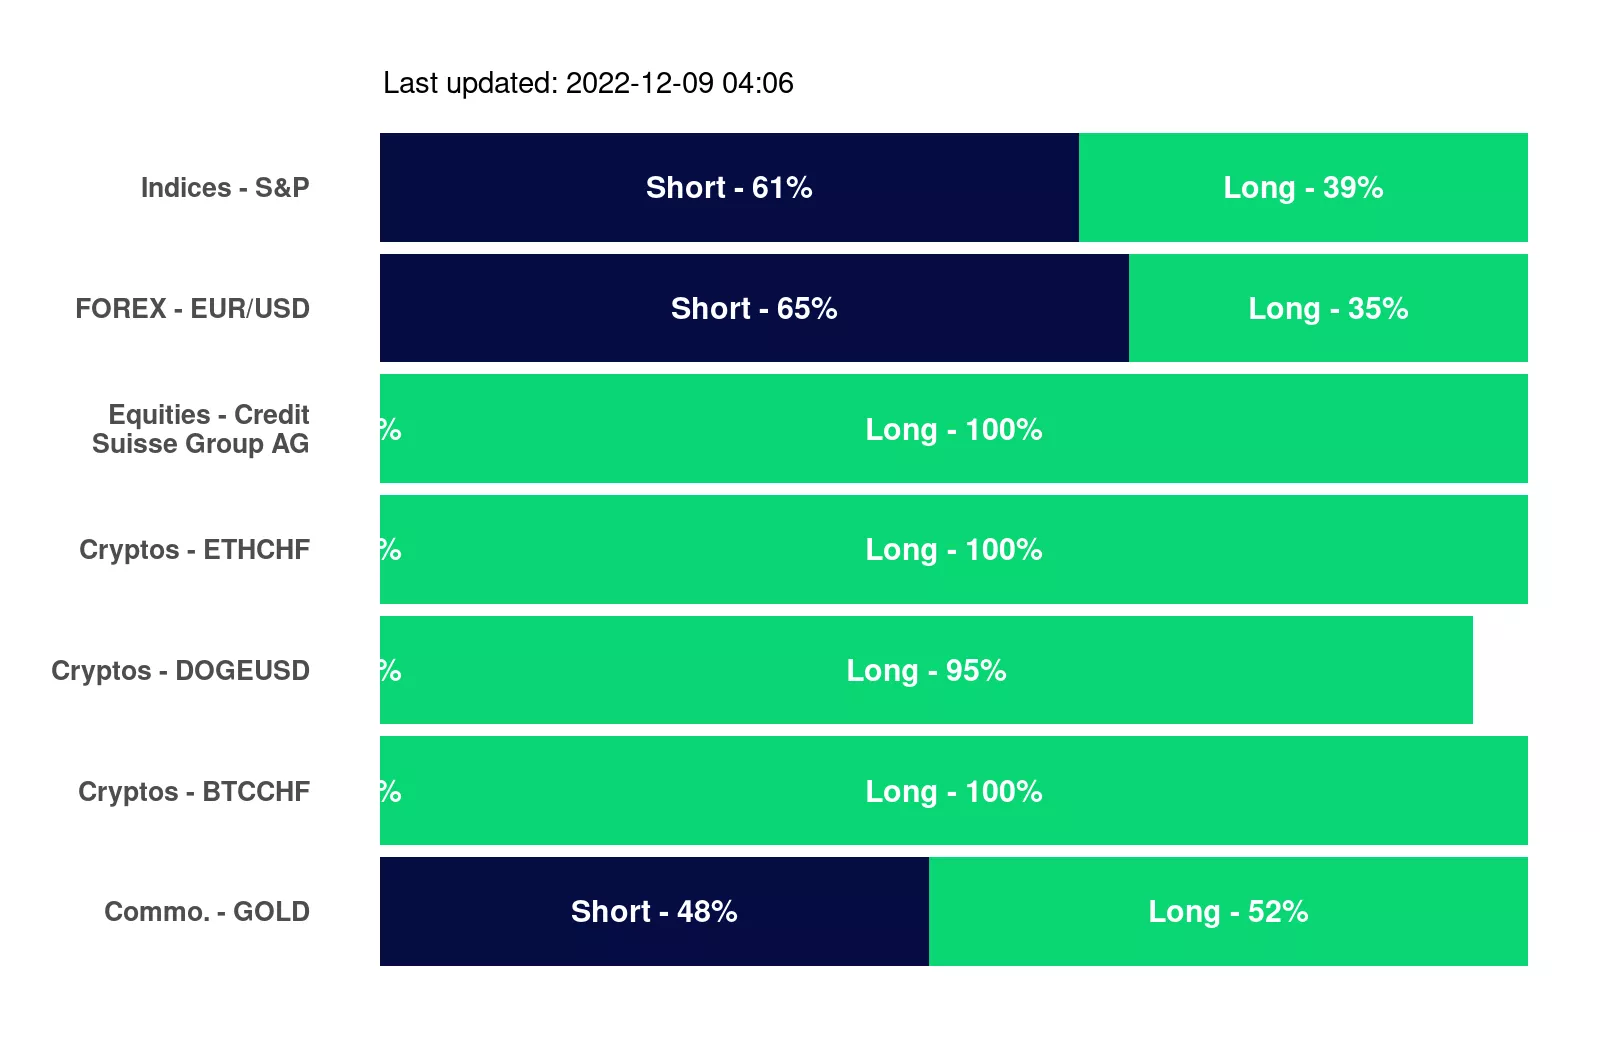 Last updated: 2022-12-09 04:06
Indices - S&P
Short - 61%
Long - 39%
FOREX - EUR/USD
Short - 65%
Long - 35%
Equities - Credit
Suisse Group AG
%
Long - 100%
Cryptos - ETHCHF
%
Long - 100%
Cryptos - DOGEUSD
%
Long - 95%
Cryptos - BTCCHF
%
Long - 100%
Commo. - GOLD
Short - 48%
Long - 52%